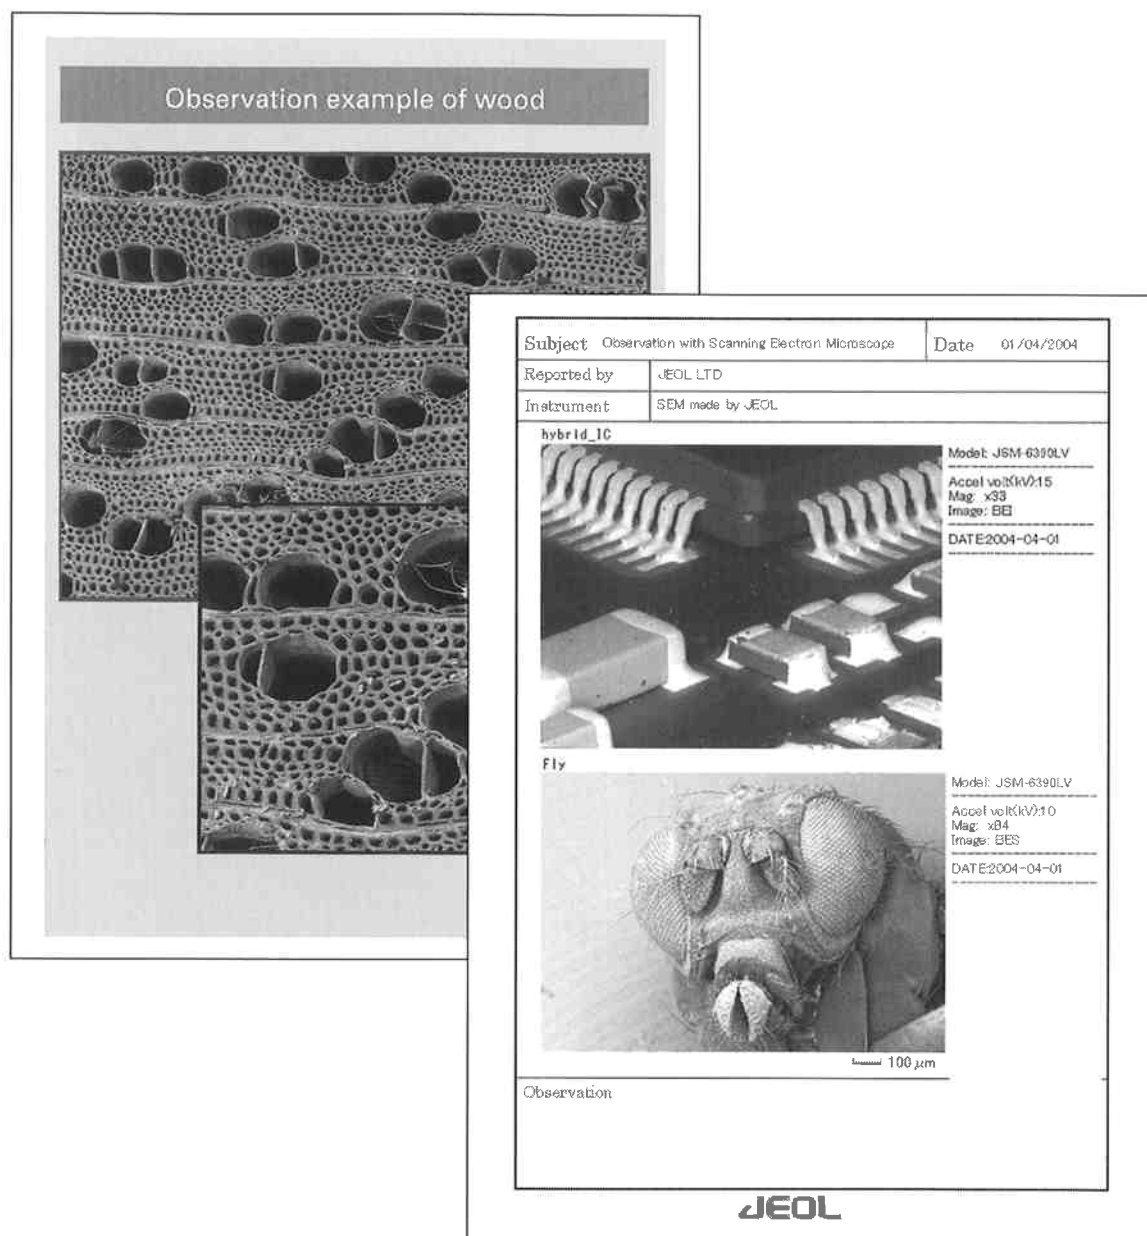 Observation example of wood
Subject Observation with Scanning Electron Microscope Date 01/04/2004
Reported by JEOL LTD
Instrument SEM made by JEOL
hybrid_IC
Model: JSM-6390LV
Accel volt(kV):15
Mag: x33
Image: BEI
DATE:2004-04-01
Fly
Model: JSM-6390LV
Accel volt(kV):10
Mag: x84
Image: BES
DATE:2004-04-01
100 µm
Observation
JEOL